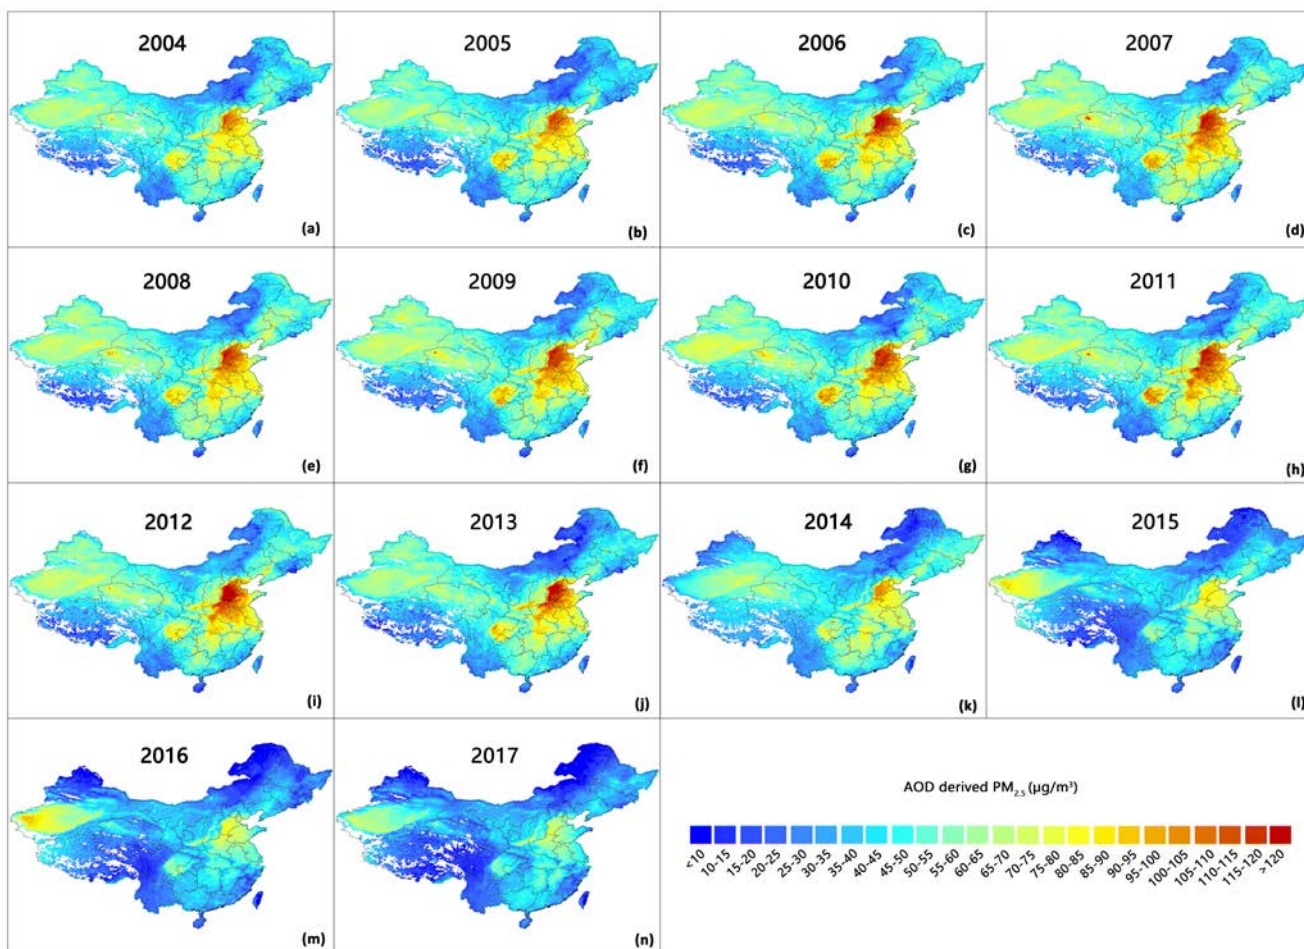 2004
2005
2006
2007
(a)
(b)
(c)
(d)
2008
2009
2010
2011
(e)
(f)
(g)
(h)
2012
2013
2014
2015
(i)
(j)
(k)
(l)
2016
2017
AOD derived PM2.5 (μg/m³)
<10 10-15 15-20 20-25 25-30 30-35 35-40 40-45 45-50 50-55 55-60 60-65 65-70 70-75 75-80 80-85 85-90 90-95 95-100 100-105 105-110 110-115 115-120 >120
(m)
(n)